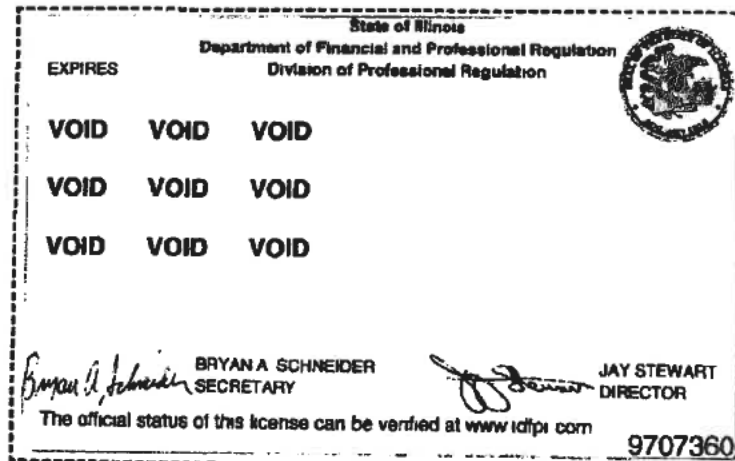 State of Illinois
Department of Financial and Professional Regulation
Division of Professional Regulation
EXPIRES
VOID VOID VOID
VOID VOID VOID
VOID VOID VOID
Bryan A Schneider
BRYAN A SCHNEIDER
SECRETARY
JAY STEWART
DIRECTOR
The official status of this license can be verified at www idfpr com
9707360